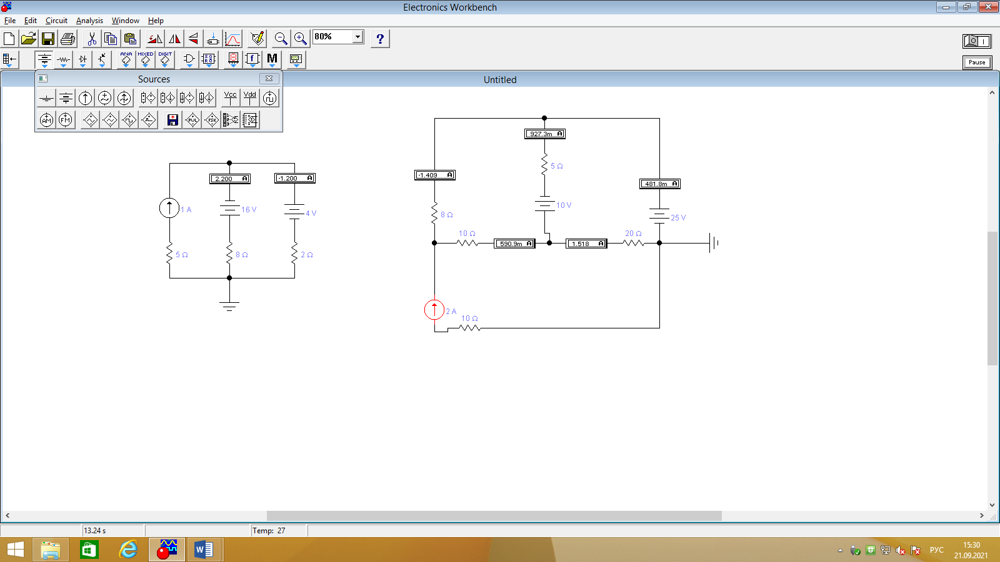 Electronics Workbench
File Edit Circuit Analysis Window Help
80%
?
ANA MIXED DIGIT
f M
Pause
Sources
Untitled
Vcc Vdd
AM FM PWL FSK
927.3m A
5 Ω
-1.409 A
2.200 A
-1.200 A
481.8m A
1 A
16 V
4 V
10 V
8 Ω
25 V
10 Ω
20 Ω
590.9m A
1.518 A
5 Ω
8 Ω
2 Ω
2 A
10 Ω
13.24 s
Temp: 27
РУС
15:30
21.09.2021